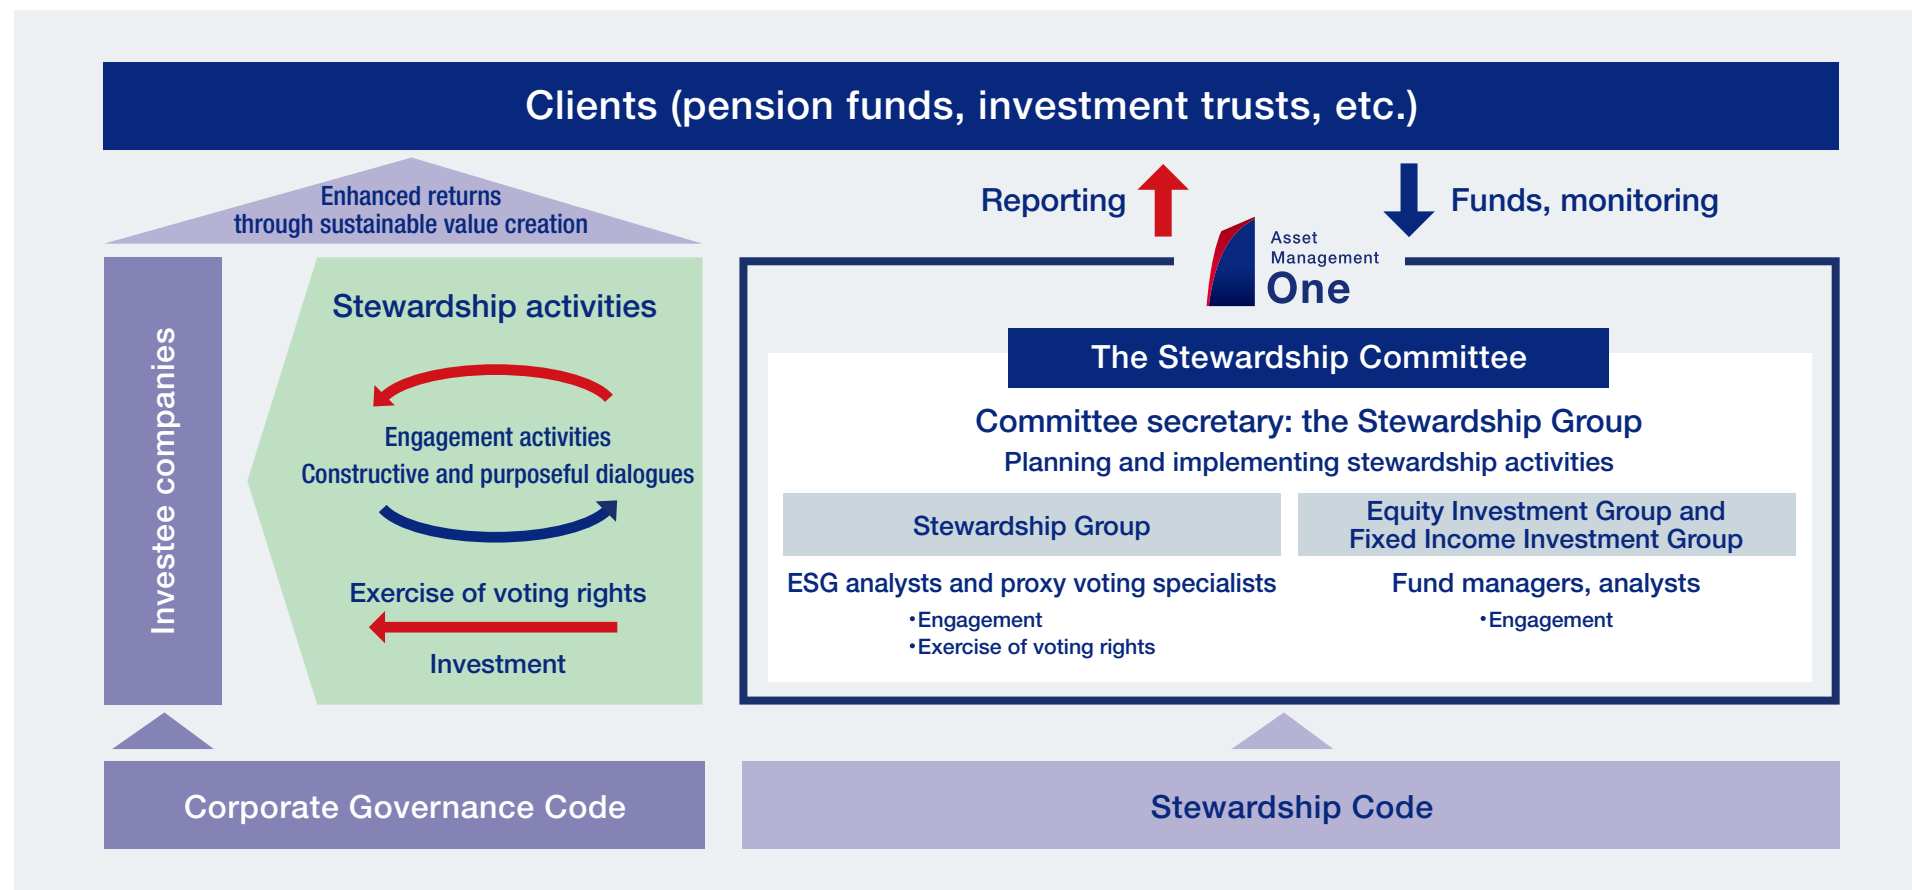 Clients (pension funds, investment trusts, etc.)
Enhanced returns
through sustainable value creation
Reporting
Funds, monitoring
Asset
Management
One
Investee companies
Stewardship activities
Engagement activities
Constructive and purposeful dialogues
Exercise of voting rights
Investment
The Stewardship Committee
Committee secretary: the Stewardship Group
Planning and implementing stewardship activities
Stewardship Group
ESG analysts and proxy voting specialists
・Engagement
・Exercise of voting rights
Equity Investment Group and
Fixed Income Investment Group
Fund managers, analysts
・Engagement
Corporate Governance Code
Stewardship Code